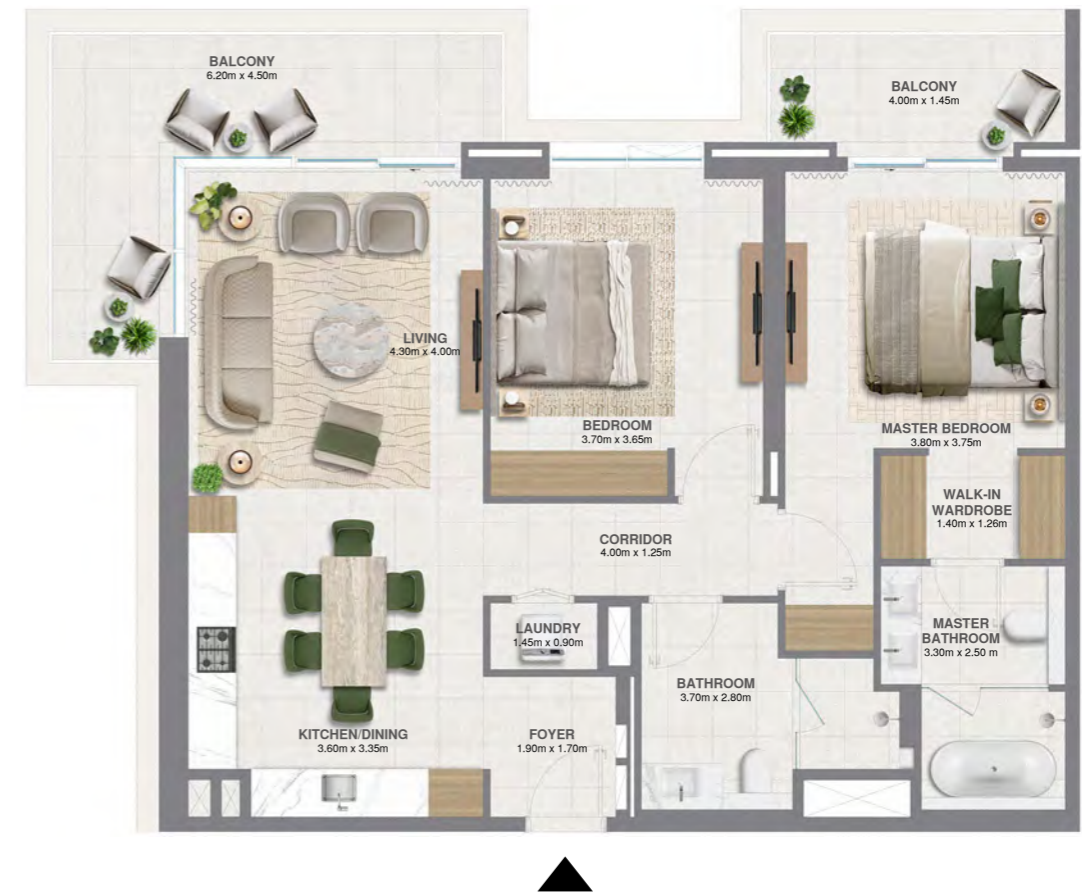 BALCONY
6.20m x 4.50m
BALCONY
4.00m x 1.45m
LIVING
4.30m x 4.00m
BEDROOM
3.70m x 3.65m
MASTER BEDROOM
3.80m x 3.75m
WALK-IN
WARDROBE
1.40m x 1.26m
CORRIDOR
4.00m x 1.25m
LAUNDRY
1.45m x 0.90m
MASTER
BATHROOM
3.30m x 2.50 m
BATHROOM
3.70m x 2.80m
KITCHEN/DINING
3.60m x 3.35m
FOYER
1.90m x 1.70m